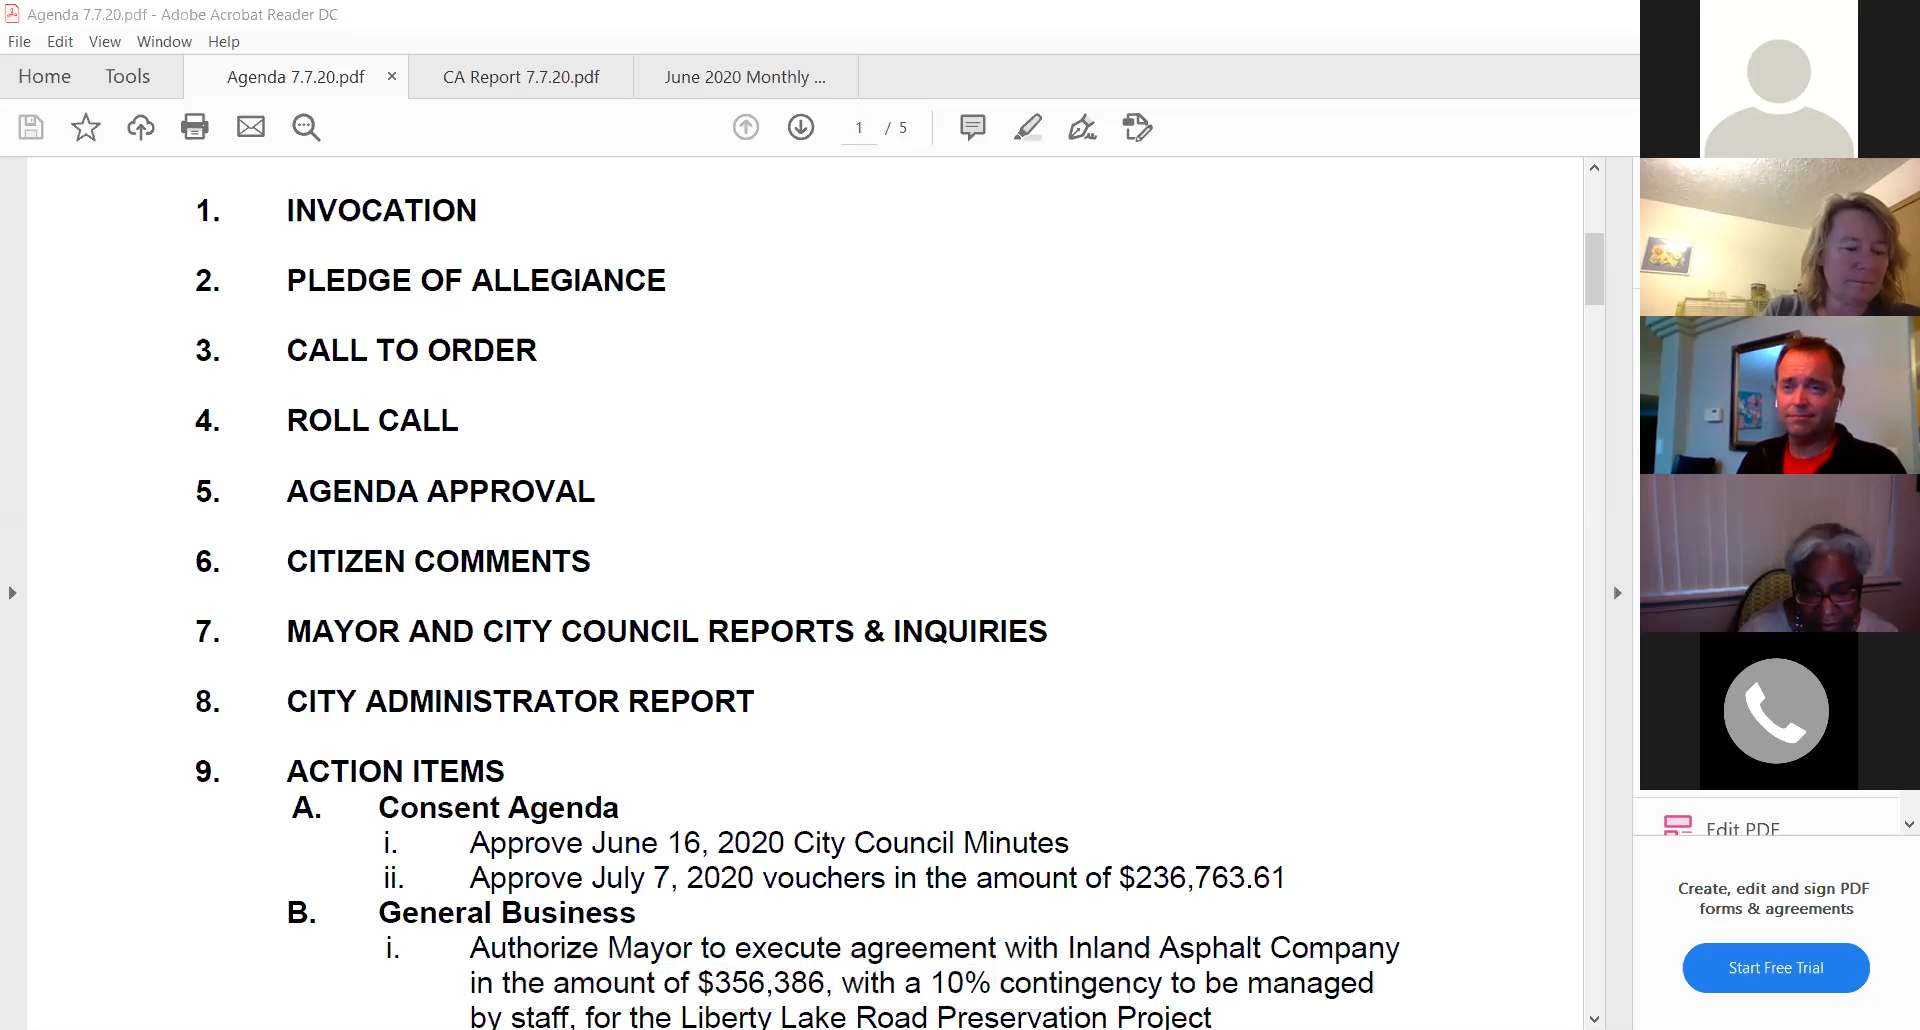 Agenda 7.7.20.pdf - Adobe Acrobat Reader DC
File Edit View Window Help
Home Tools Agenda 7.7.20.pdf × CA Report 7.7.20.pdf June 2020 Monthly ...
1 / 5
1. INVOCATION
2. PLEDGE OF ALLEGIANCE
3. CALL TO ORDER
4. ROLL CALL
5. AGENDA APPROVAL
6. CITIZEN COMMENTS
7. MAYOR AND CITY COUNCIL REPORTS & INQUIRIES
8. CITY ADMINISTRATOR REPORT
9. ACTION ITEMS
A. Consent Agenda
i. Approve June 16, 2020 City Council Minutes
ii. Approve July 7, 2020 vouchers in the amount of $236,763.61
B. General Business
i. Authorize Mayor to execute agreement with Inland Asphalt Company
in the amount of $356,386, with a 10% contingency to be managed
by staff, for the Liberty Lake Road Preservation Project
Edit PDF
Create, edit and sign PDF
forms & agreements
Start Free Trial